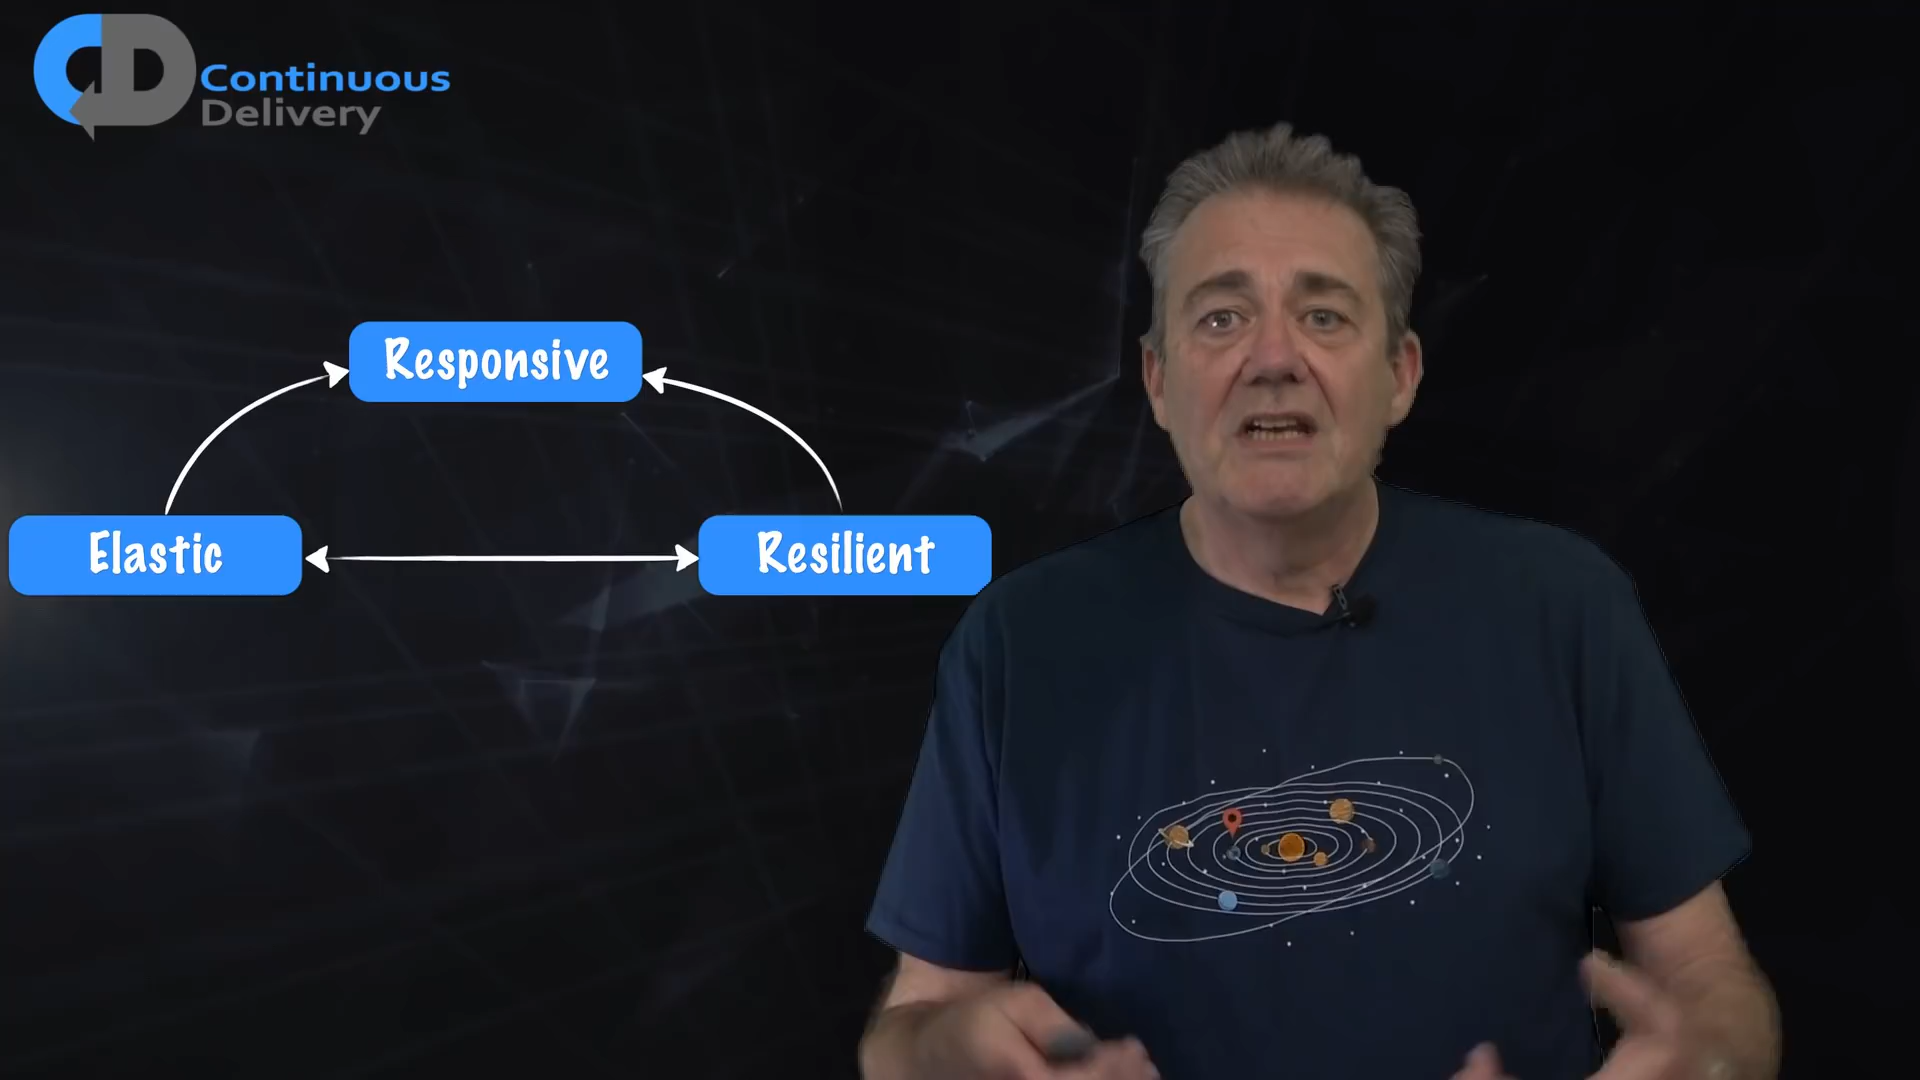 Continuous
Delivery
Responsive
Elastic
Resilient